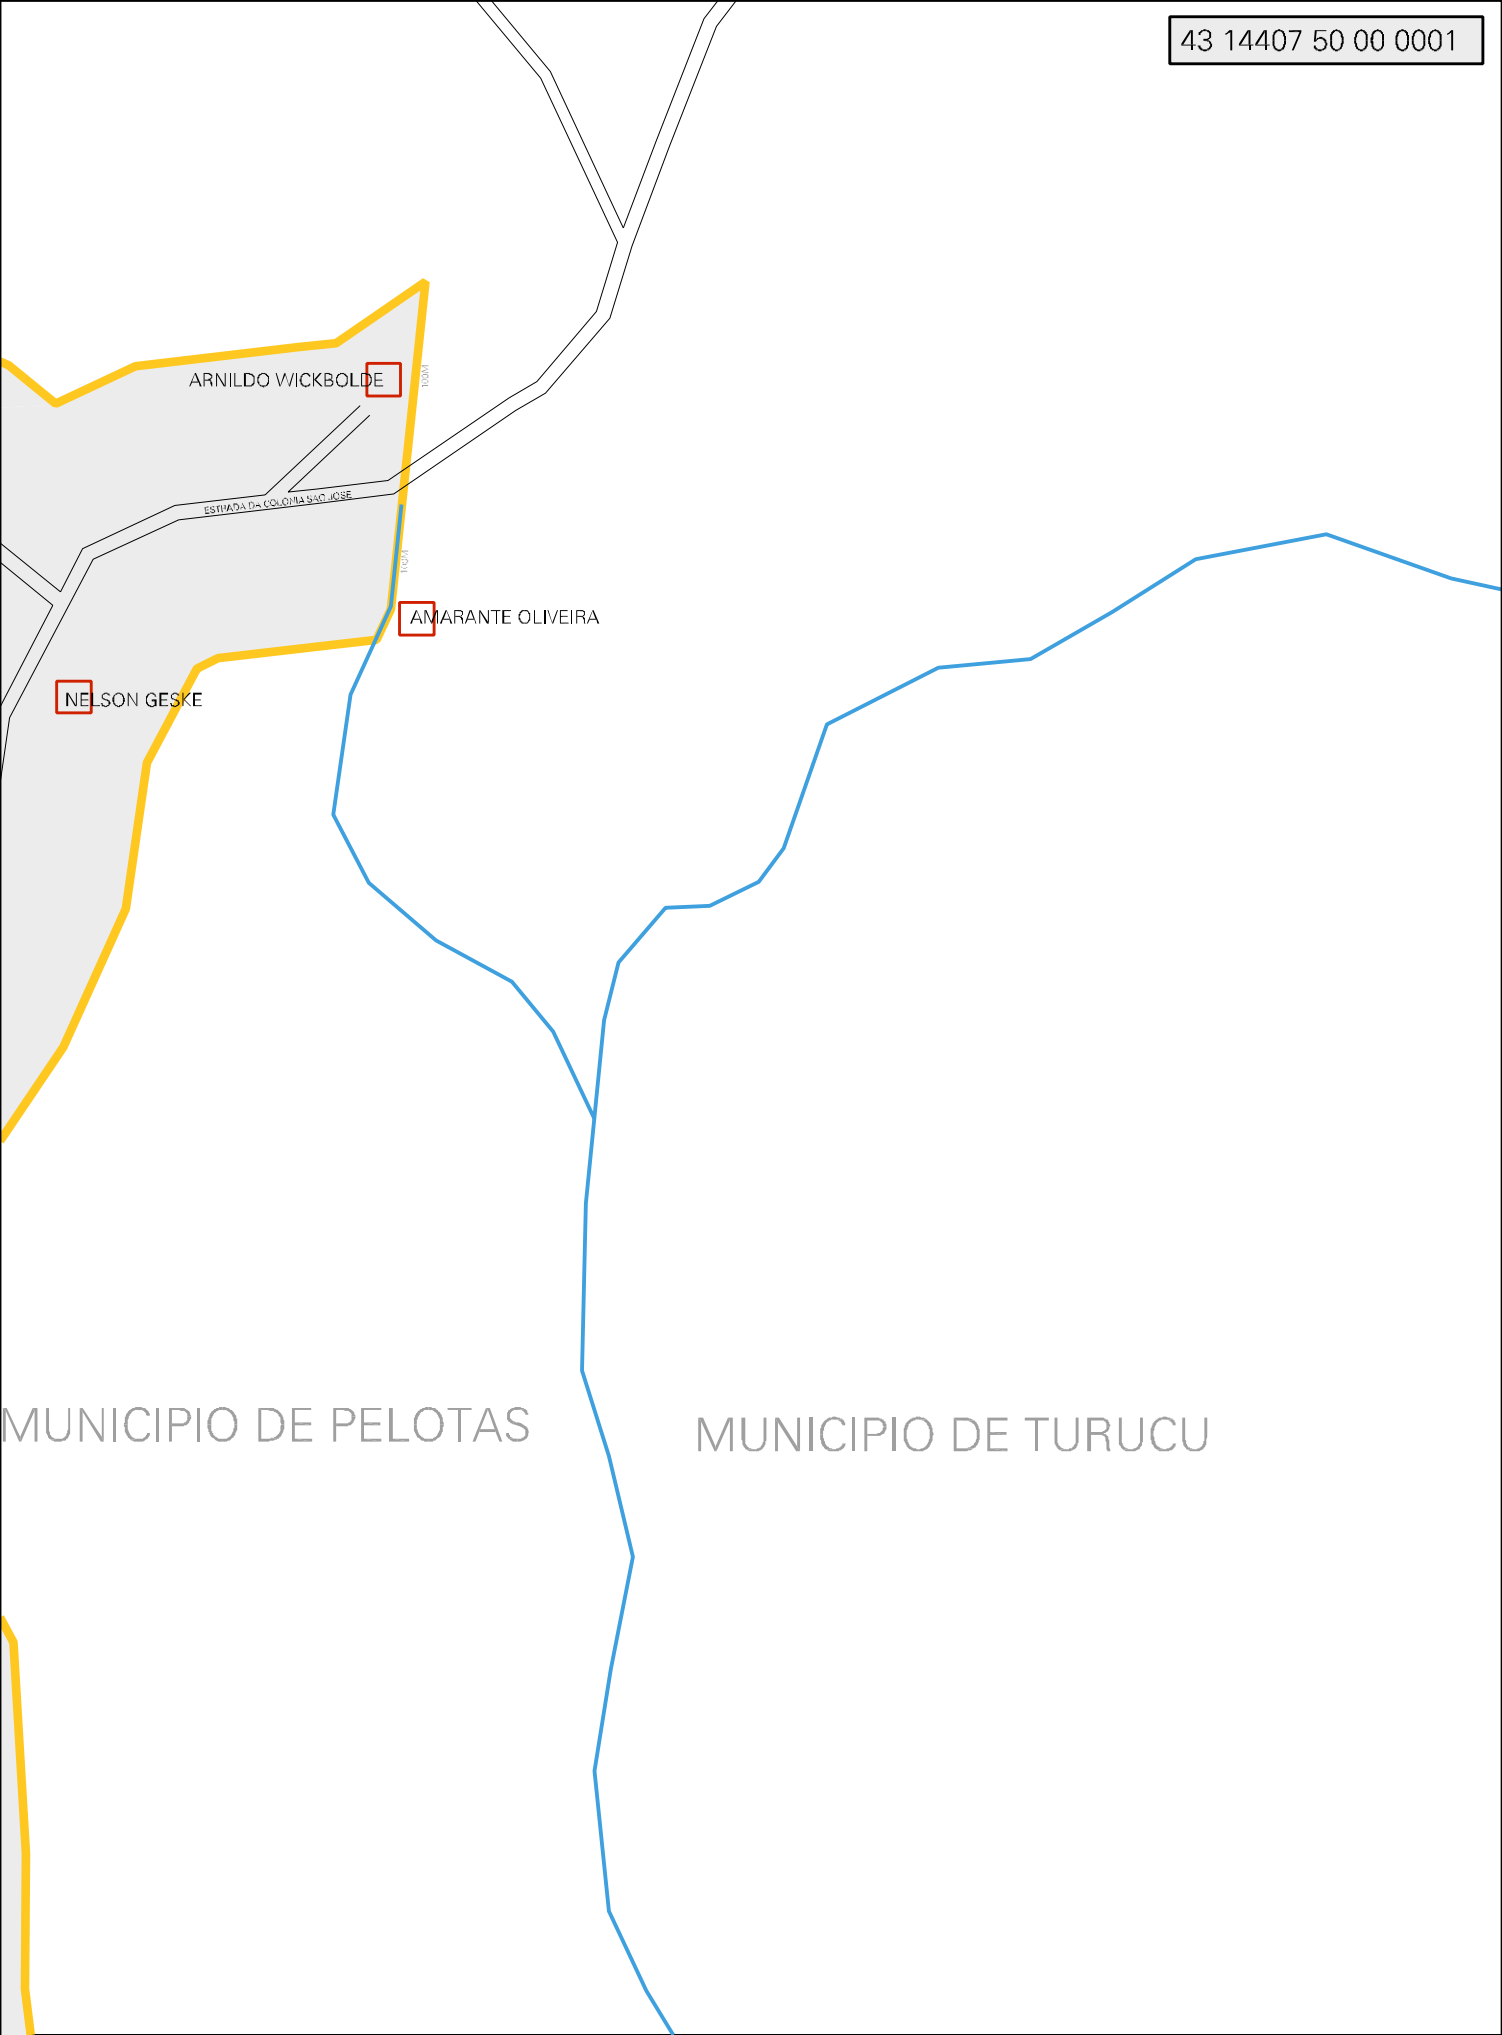 43 14407 50 00 0001
ARNILDO WICKBOLDE
100M
ESTRADA DA COLONIA SAO JOSE
100M
AMARANTE OLIVEIRA
NELSON GESKE
MUNICIPIO DE PELOTAS
MUNICIPIO DE TURUCU